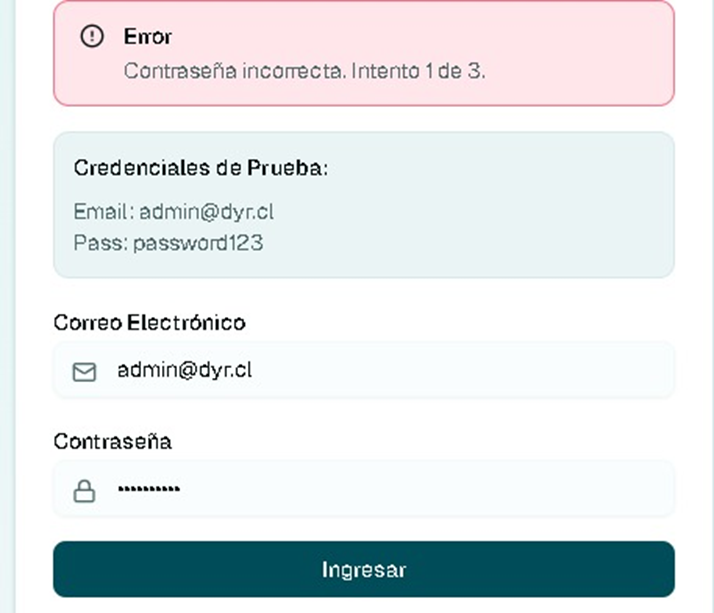 Error
Contraseña incorrecta. Intento 1 de 3.
Credenciales de Prueba:
Email: admin@dyr.cl
Pass: password123
Correo Electrónico
admin@dyr.cl
Contraseña
••••••••••
Ingresar